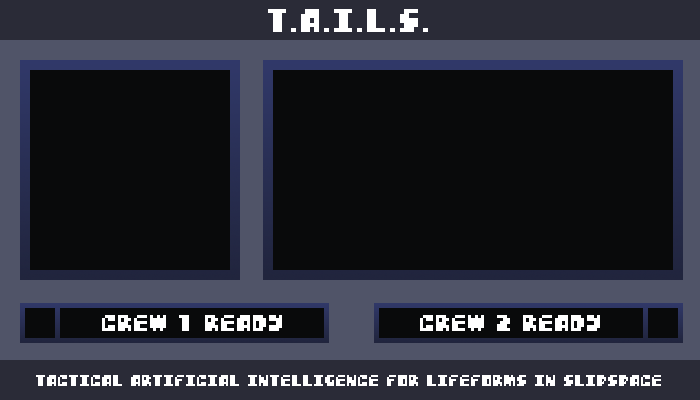 T.A.I.L.S.
CREW 1 READY
CREW 2 READY
TACTICAL ARTIFICIAL INTELLIGENCE FOR LIFEFORMS IN SLIPSPACE